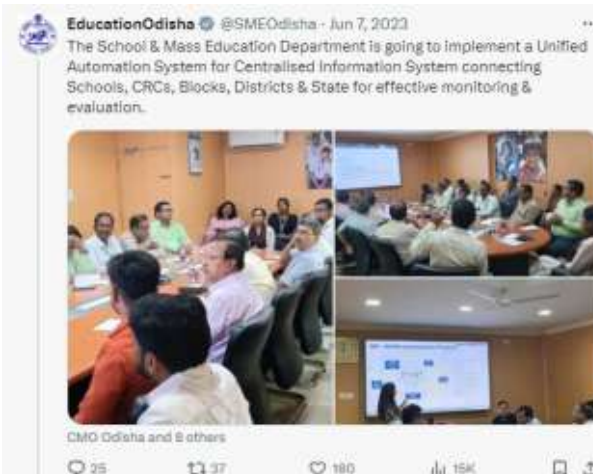 EducationOdisha @SMEOdisha · Jun 7, 2023
The School & Mass Education Department is going to implement a Unified
Automation System for Centralised Information System connecting
Schools, CRCs, Blocks, Districts & State for effective monitoring &
evaluation.
CMO Odisha and 8 others
25 37 180 15K